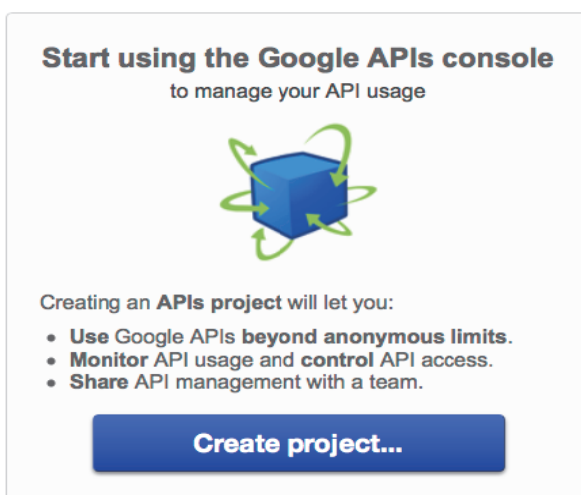 Start using the Google APIs console
to manage your API usage
Creating an APIs project will let you:
• Use Google APIs beyond anonymous limits.
• Monitor API usage and control API access.
• Share API management with a team.
Create project...